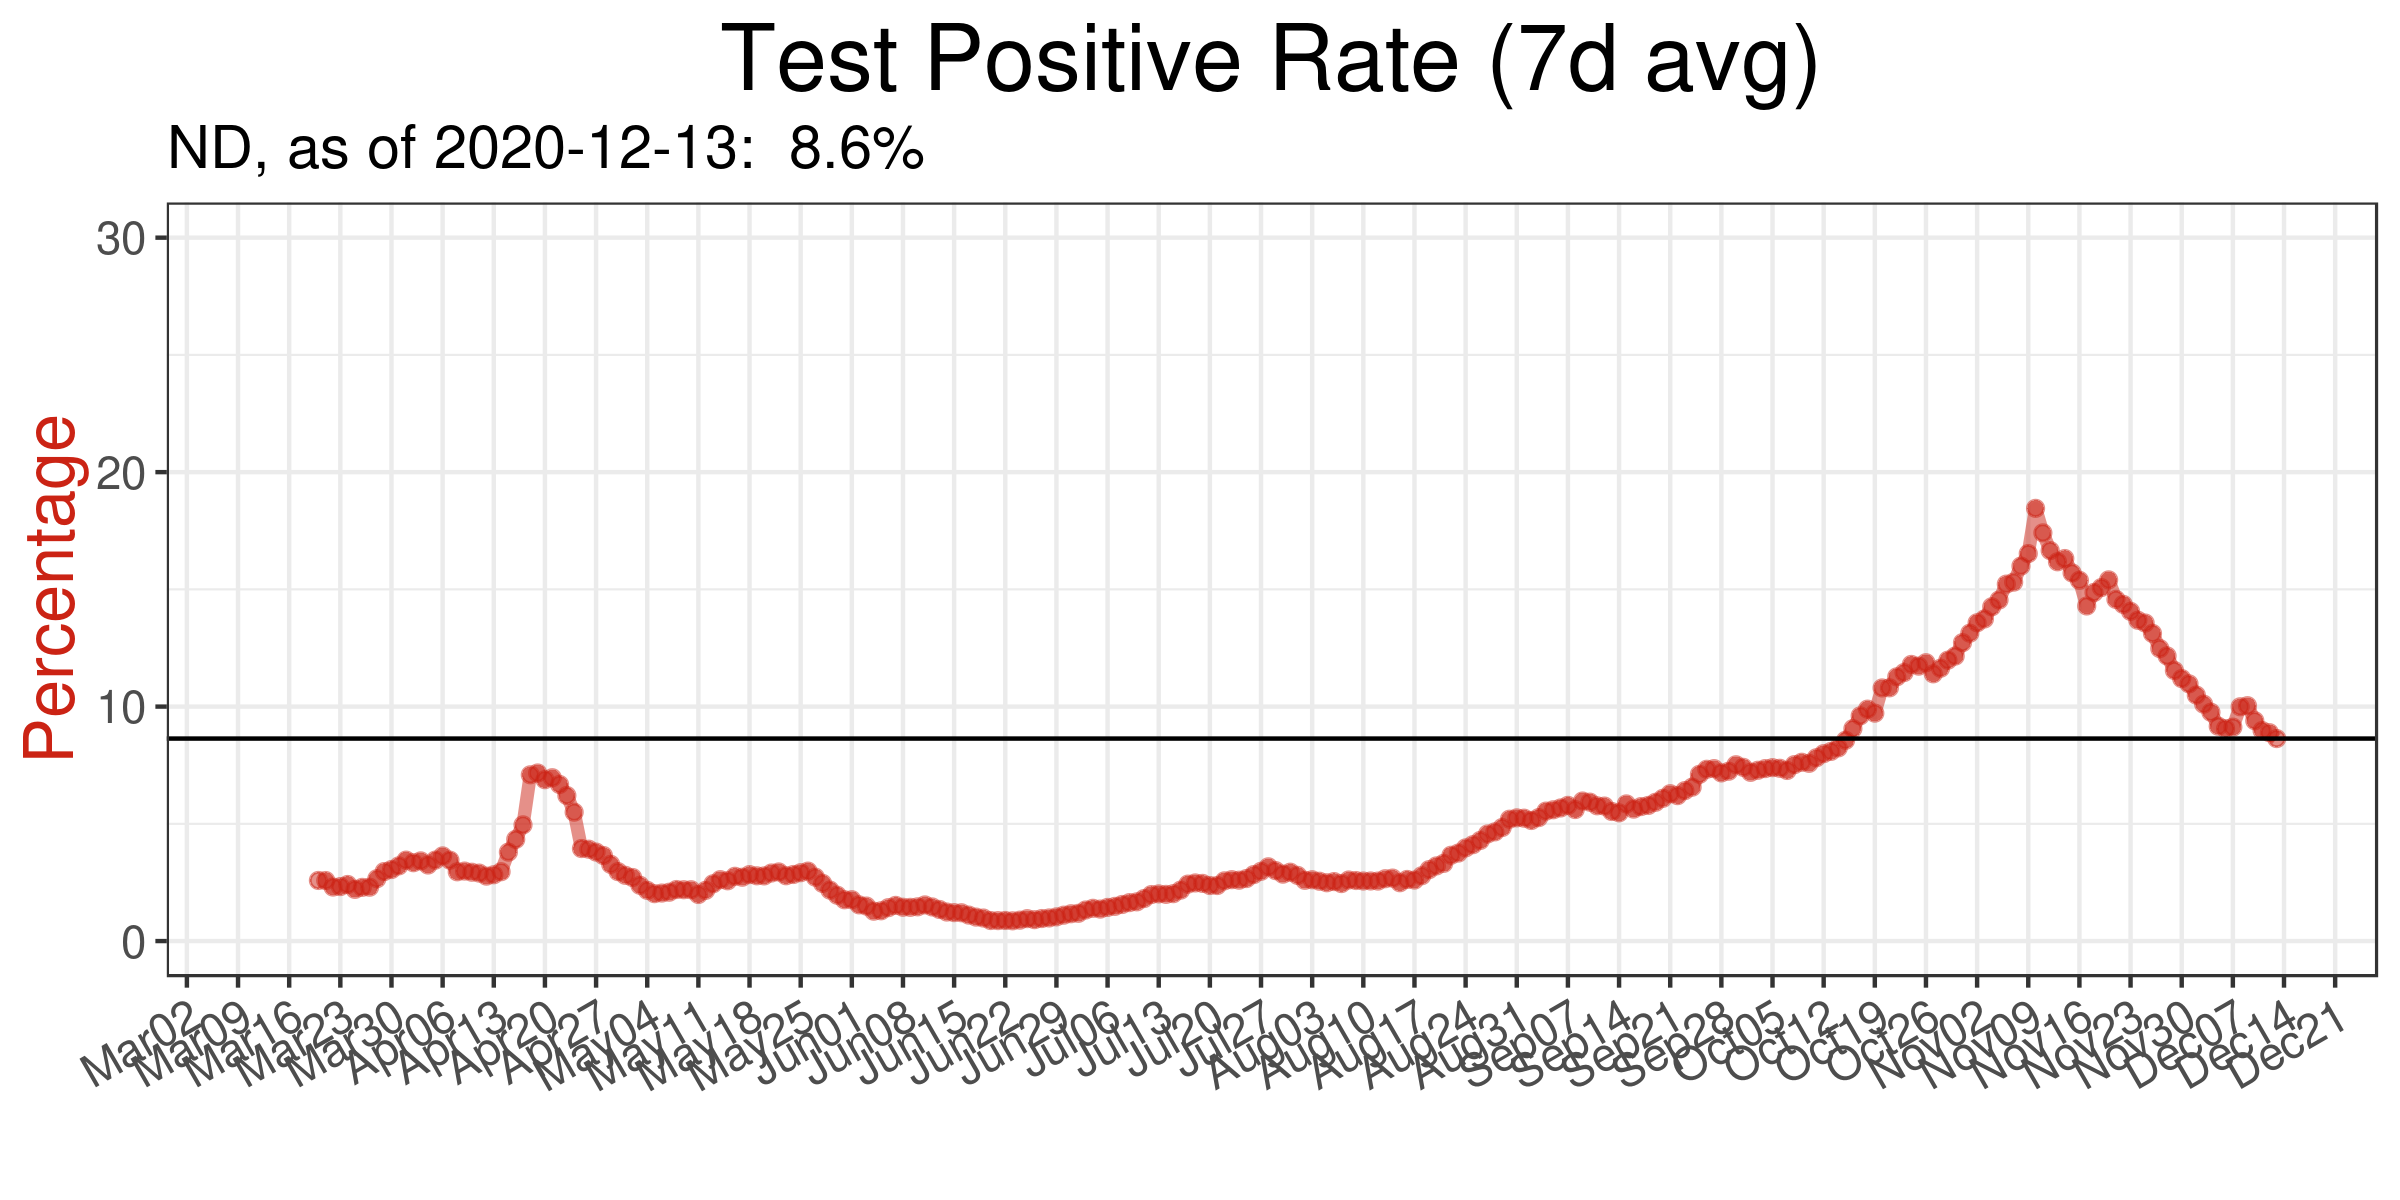 Test Positive Rate (7d avg)
ND, as of 2020-12-13:  8.6%
Percentage
30
20
10
0
Mar02
Mar09
Mar16
Mar23
Mar30
Apr06
Apr13
Apr20
Apr27
May04
May11
May18
May25
Jun01
Jun08
Jun15
Jun22
Jun29
Jul06
Jul13
Jul20
Jul27
Aug03
Aug10
Aug17
Aug24
Aug31
Sep07
Sep14
Sep21
Sep28
Oct05
Oct12
Oct19
Oct26
Nov02
Nov09
Nov16
Nov23
Nov30
Dec07
Dec14
Dec21